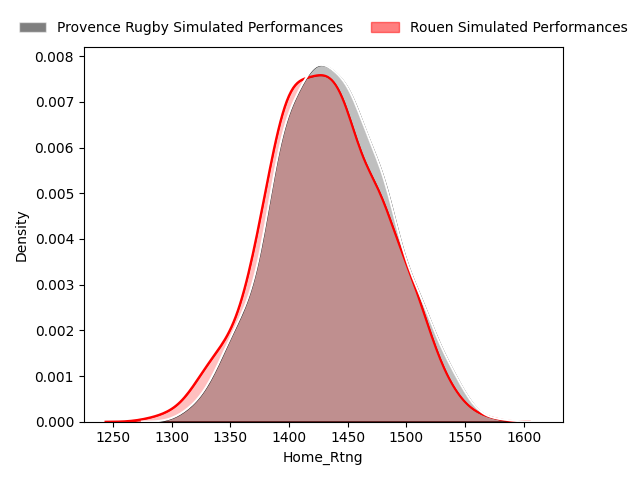 Provence Rugby Simulated Performances
Rouen Simulated Performances
0.008
0.007
0.006
0.005
0.004
0.003
0.002
0.001
0.000
Density
1250 1300 1350 1400 1450 1500 1550 1600
Home_Rtng